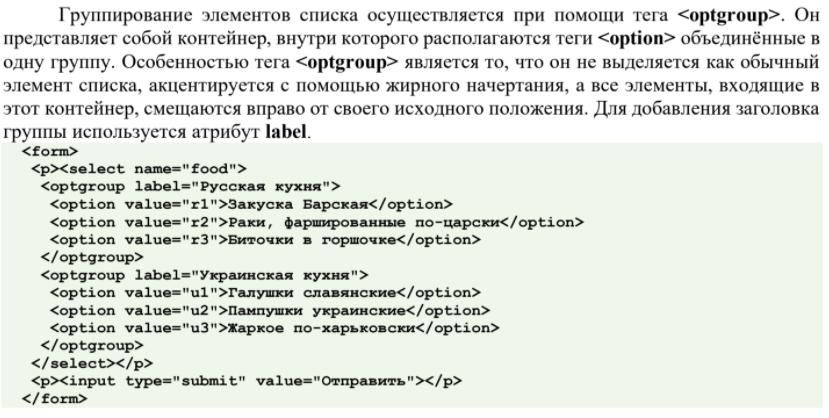 Группирование элементов списка осуществляется при помощи тега <optgroup>. Он
представляет собой контейнер, внутри которого располагаются теги <option> объединённые в
одну группу. Особенностью тега <optgroup> является то, что он не выделяется как обычный
элемент списка, акцентируется с помощью жирного начертания, а все элементы, входящие в
этот контейнер, смещаются вправо от своего исходного положения. Для добавления заголовка
группы используется атрибут label.
<form>
<p><select name="food">
<optgroup label="Русская кухня">
<option value="r1">Закуска Барская</option>
<option value="r2">Раки, фаршированные по-царски</option>
<option value="r3">Биточки в горшочке</option>
</optgroup>
<optgroup label="Украинская кухня">
<option value="u1">Галушки славянские</option>
<option value="u2">Пампушки украинские</option>
<option value="u3">Жаркое по-харьковски</option>
</optgroup>
</select></p>
<p><input type="submit" value="Отправить"></p>
</form>